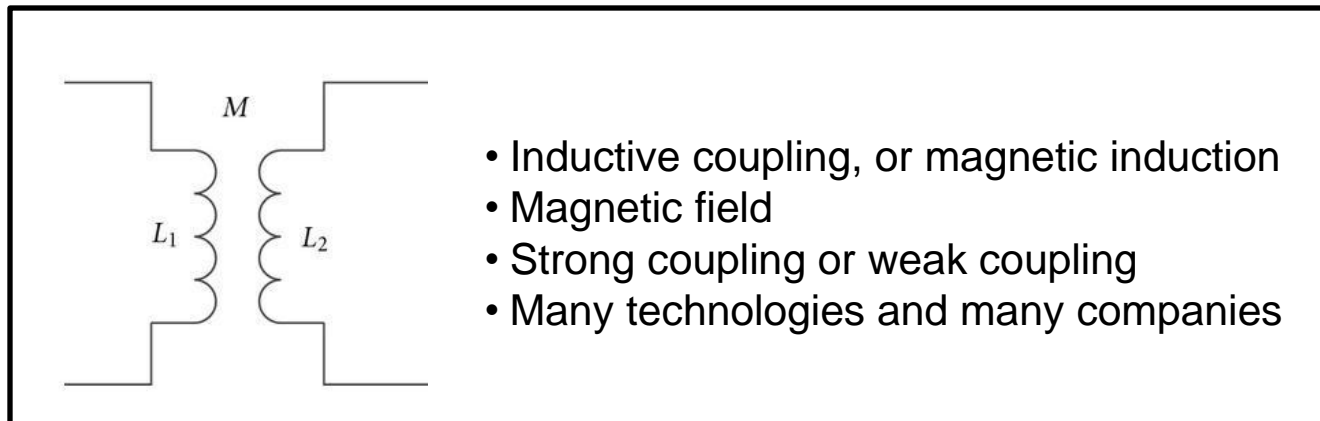 M
L₁
L₂
• Inductive coupling, or magnetic induction
• Magnetic field
• Strong coupling or weak coupling
• Many technologies and many companies